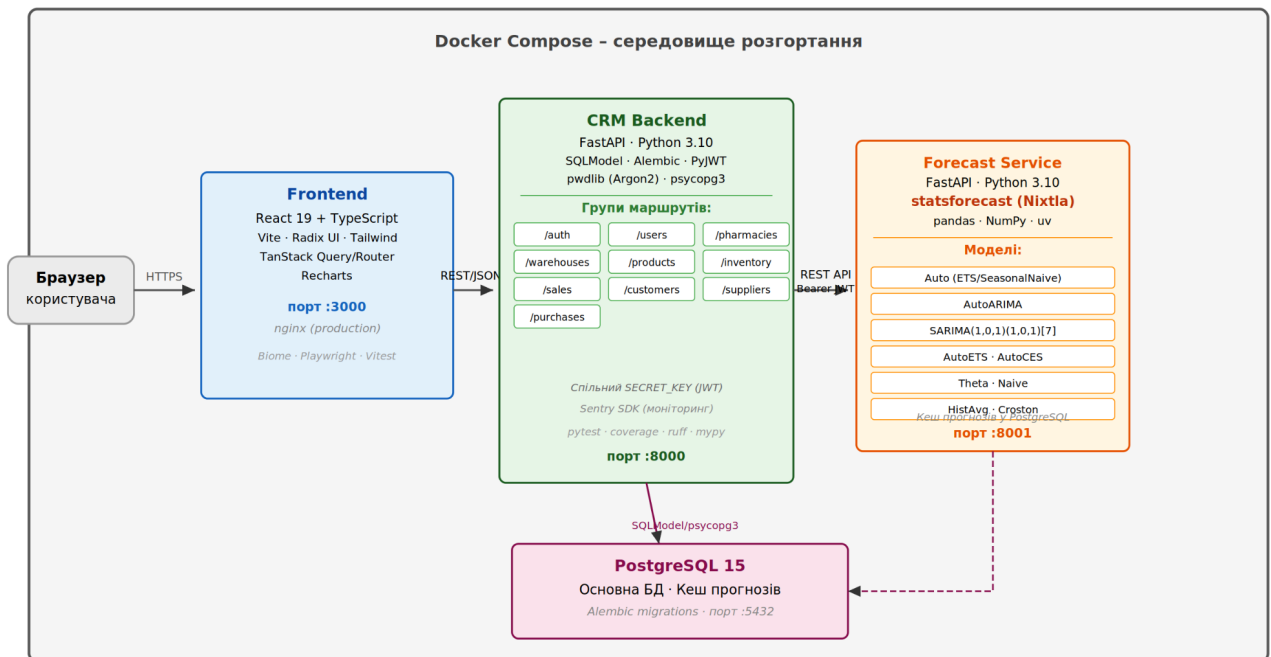 Docker Compose – середовище розгортання
Браузер
користувача
HTTPS
Frontend
React 19 + TypeScript
Vite · Radix UI · Tailwind
TanStack Query/Router
Recharts
порт :3000
nginx (production)
Biome · Playwright · Vitest
REST/JSON
CRM Backend
FastAPI · Python 3.10
SQLModel · Alembic · PyJWT
pwdlib (Argon2) · psycopg3
Групи маршрутів:
/auth /users /pharmacies
/warehouses /products /inventory
/sales /customers /suppliers
/purchases
Спільний SECRET_KEY (JWT)
Sentry SDK (моніторинг)
pytest · coverage · ruff · mypy
порт :8000
REST API
Bearer JWT
Forecast Service
FastAPI · Python 3.10
statsforecast (Nixtla)
pandas · NumPy · uv
Моделі:
Auto (ETS/SeasonalNaive)
AutoARIMA
SARIMA(1,0,1)(1,0,1)[7]
AutoETS · AutoCES
Theta · Naive
HistAvg · Croston
Кеш прогнозів у PostgreSQL
порт :8001
SQLModel/psycopg3
PostgreSQL 15
Основна БД · Кеш прогнозів
Alembic migrations · порт :5432